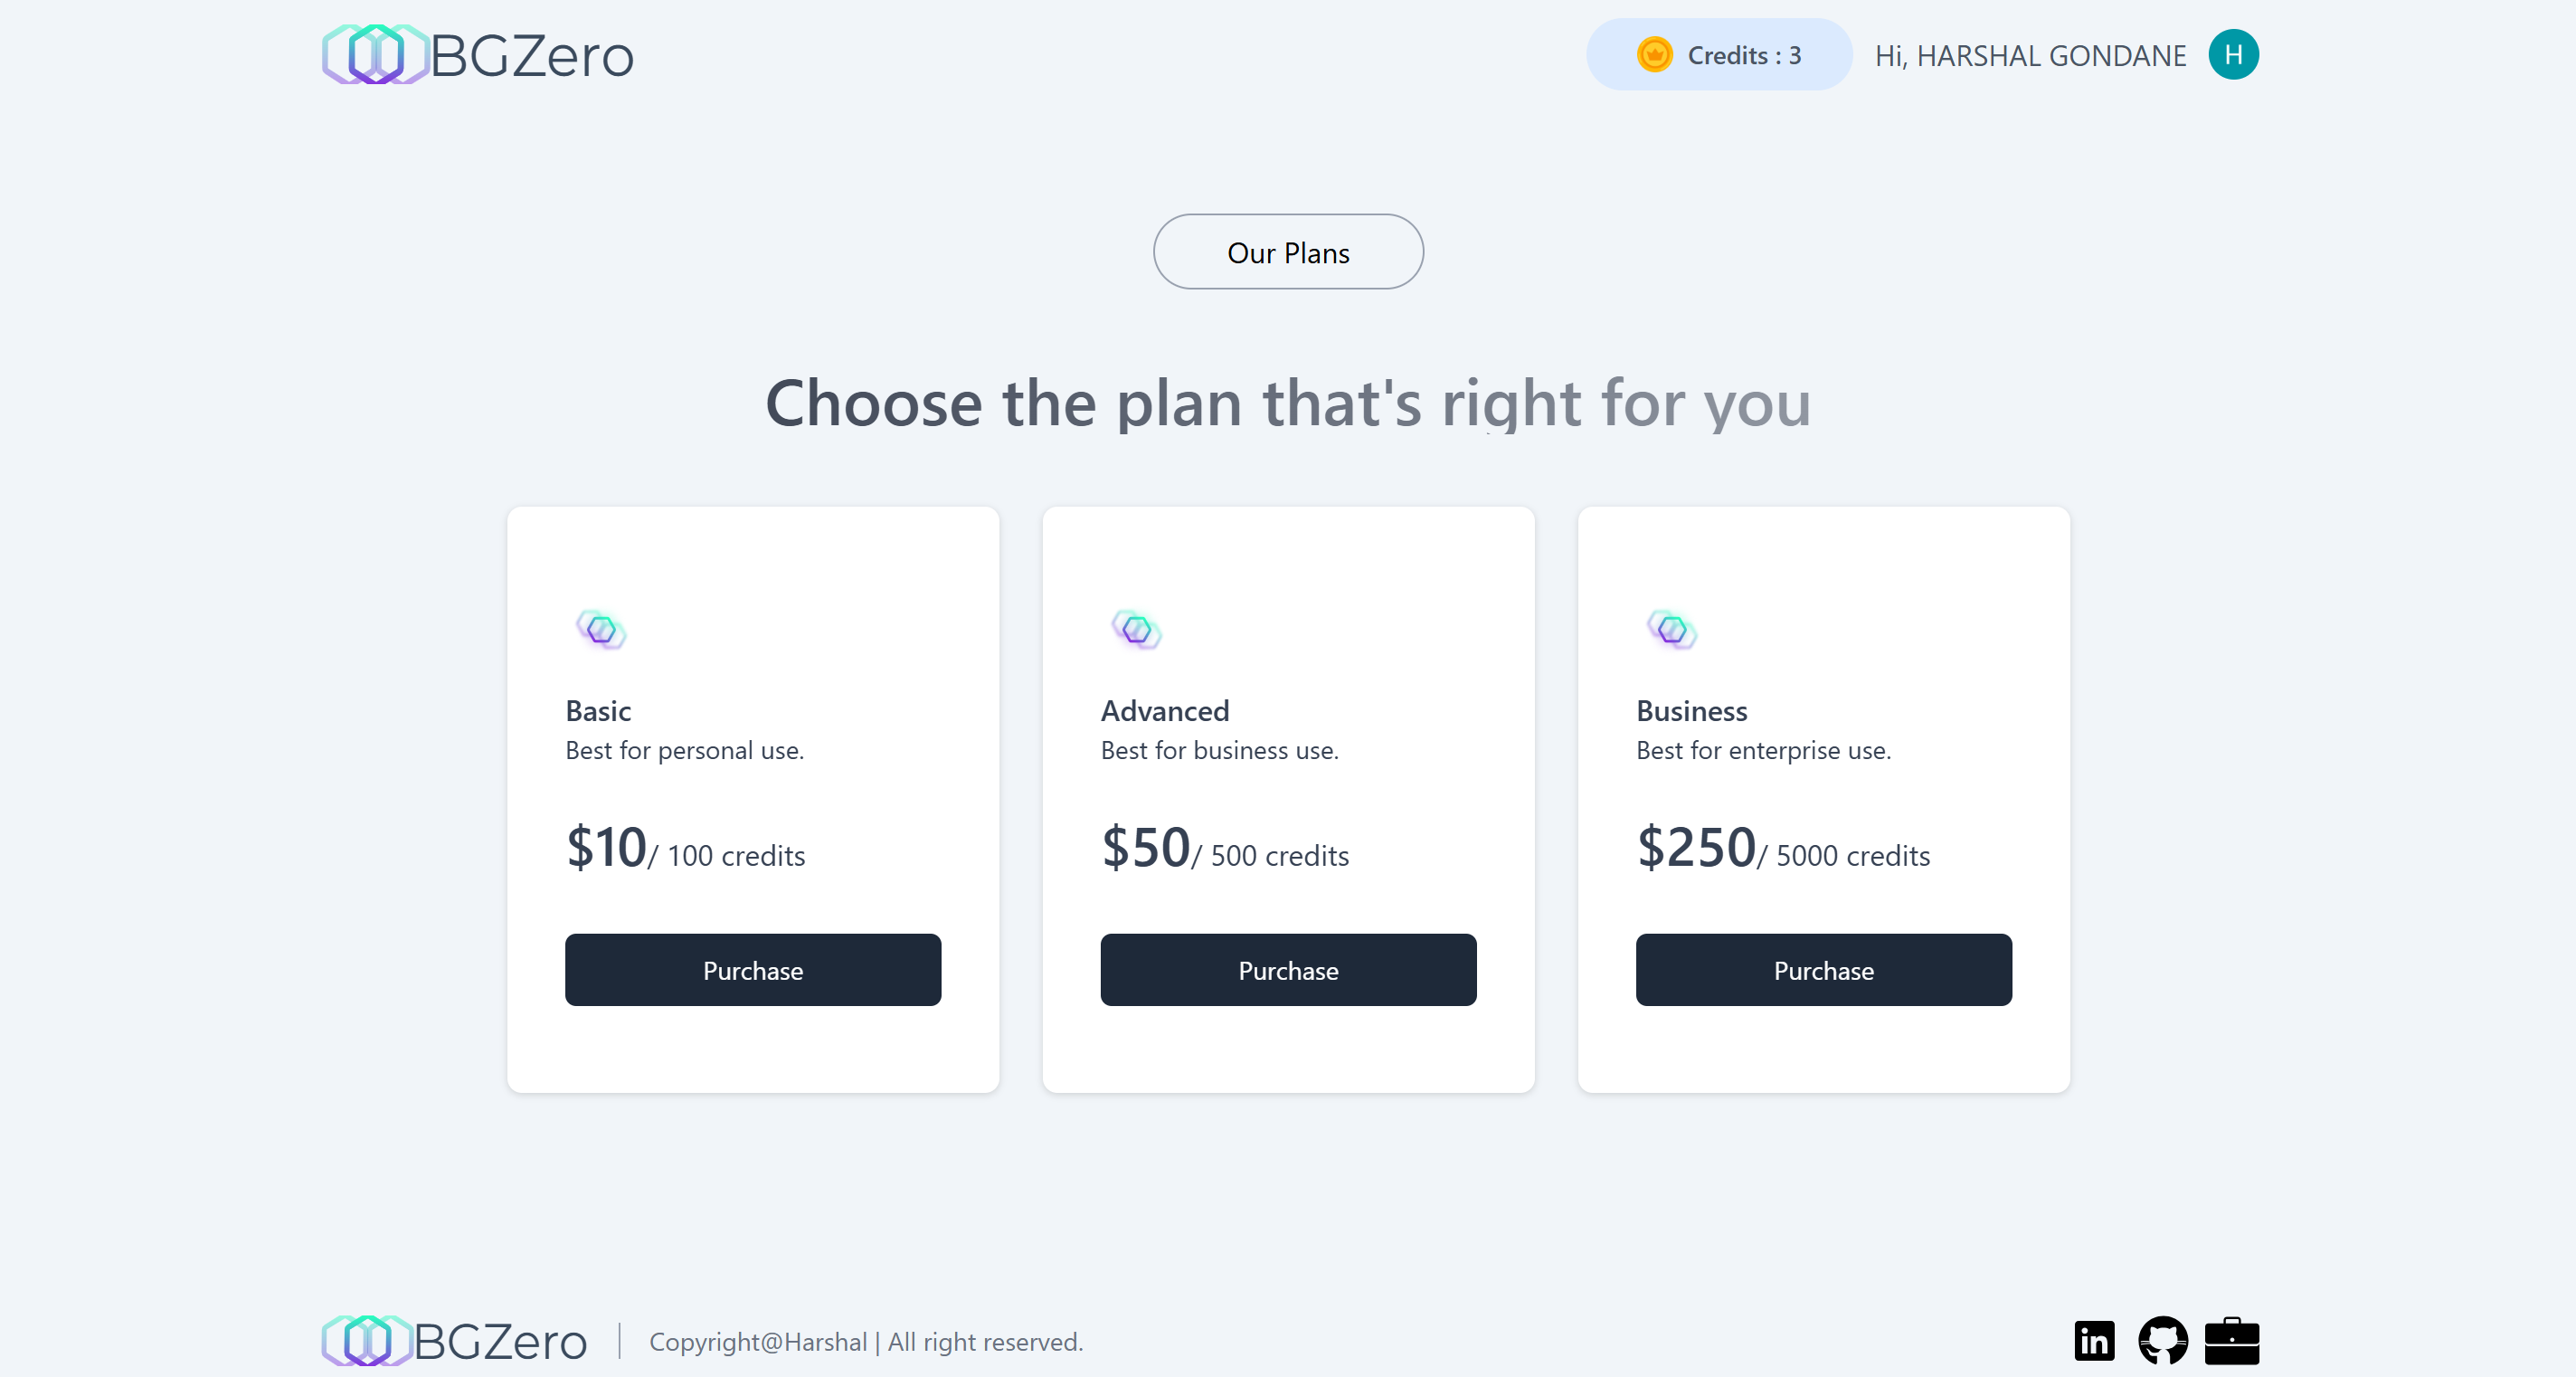 BGZero
Credits : 3
Hi, HARSHAL GONDANE
H
Our Plans
Choose the plan that's right for you
Basic
Best for personal use.
$10/ 100 credits
Purchase
Advanced
Best for business use.
$50/ 500 credits
Purchase
Business
Best for enterprise use.
$250/ 5000 credits
Purchase
BGZero
Copyright@Harshal | All right reserved.
in